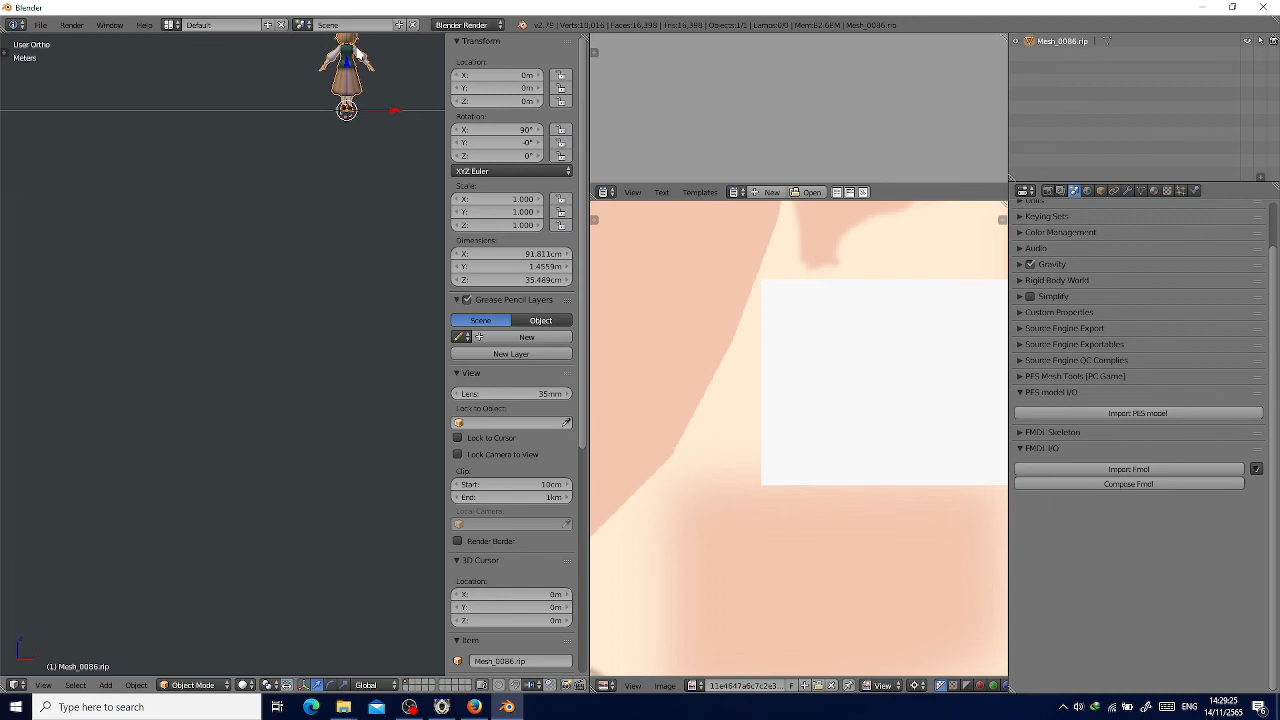 Blender
File Render Window Help Default Scene Blender Render v2.79 | Verts:10,016 | Faces:16,398 | Tris:16,398 | Objects:1/1 | Lamps:0/0 | Mem:82.68M | Mesh_0086.rip
User Ortho
Meters
(1) Mesh_0086.rip
View Select Add Object Object Mode Global
Transform
Location:
X: 0m
Y: 0m
Z: 0m
Rotation:
X: 90°
Y: -0°
Z: 0°
XYZ Euler
Scale:
X: 1.000
Y: 1.000
Z: 1.000
Dimensions:
X: 91.811cm
Y: 1.4559m
Z: 35.489cm
Grease Pencil Layers
Scene Object
New
New Layer
View
Lens: 35mm
Lock to Object:
Lock to Cursor
Lock Camera to View
Clip:
Start: 10cm
End: 1km
Local Camera:
Render Border
3D Cursor
Location:
X: 0m
Y: 0m
Z: 0m
Item
Mesh_0086.rip
View Text Templates New Open
View Image 11e4647a6c7c2e3... F View
Mesh_0086.rip
Units
Keying Sets
Color Management
Audio
Gravity
Rigid Body World
Simplify
Custom Properties
Source Engine Export
Source Engine Exportables
Source Engine QC Complies
PES Mesh Tools [PC Game]
PES model I/O
Import PES model
FMDL Skeleton
FMDL I/O
Import Fmdl
Compose Fmdl
Type here to search
14:29:25
14/11/2565